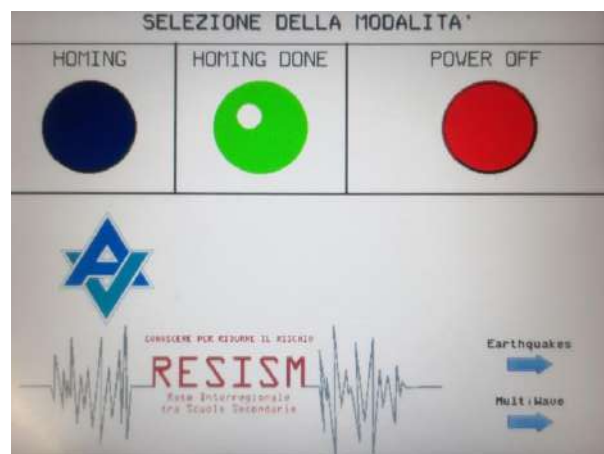 SELEZIONE DELLA MODALITA'
HOMING
HOMING DONE
POWER OFF
CONOSCERE PER RIDURRE IL RISCHIO
RESISM
Rete Interregionale
tra Scuole Secondarie
Earthquakes
MultiWave